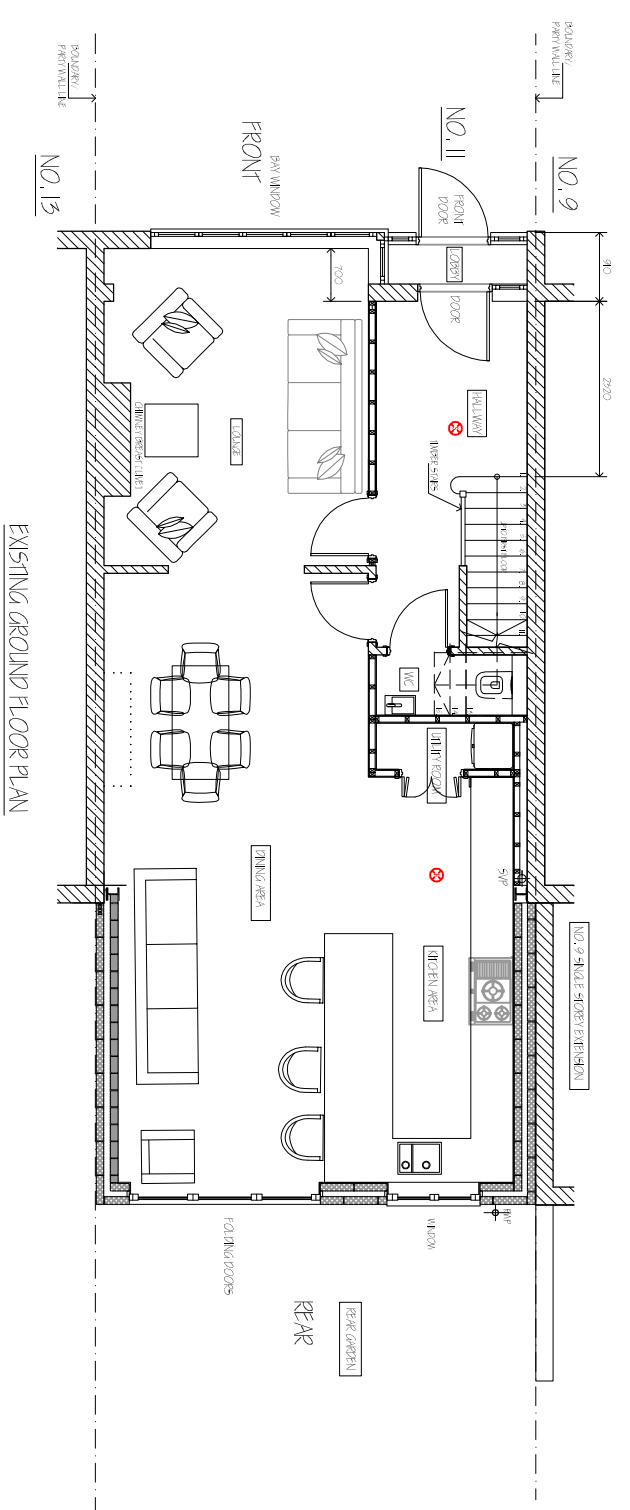 BOUNDARY/
PARTY WALL LINE
BOUNDARY/
PARTY WALL LINE
NO. 9
NO. 11
NO. 13
FRONT
BAY WINDOW
FRONT
DOOR
LOBBY
DOOR
910
2520
700
HALLWAY
TIMBER STAIRS
LOUNGE
CHIMNEY BREAST (LIVE)
WC
UTILITY ROOM
SVP
DINING AREA
KITCHEN AREA
NO. 9 SINGLE STOREY EXTENSION
FOLDING DOORS
WINDOW
RWP
REAR
REAR GARDEN
EXISTING GROUND FLOOR PLAN